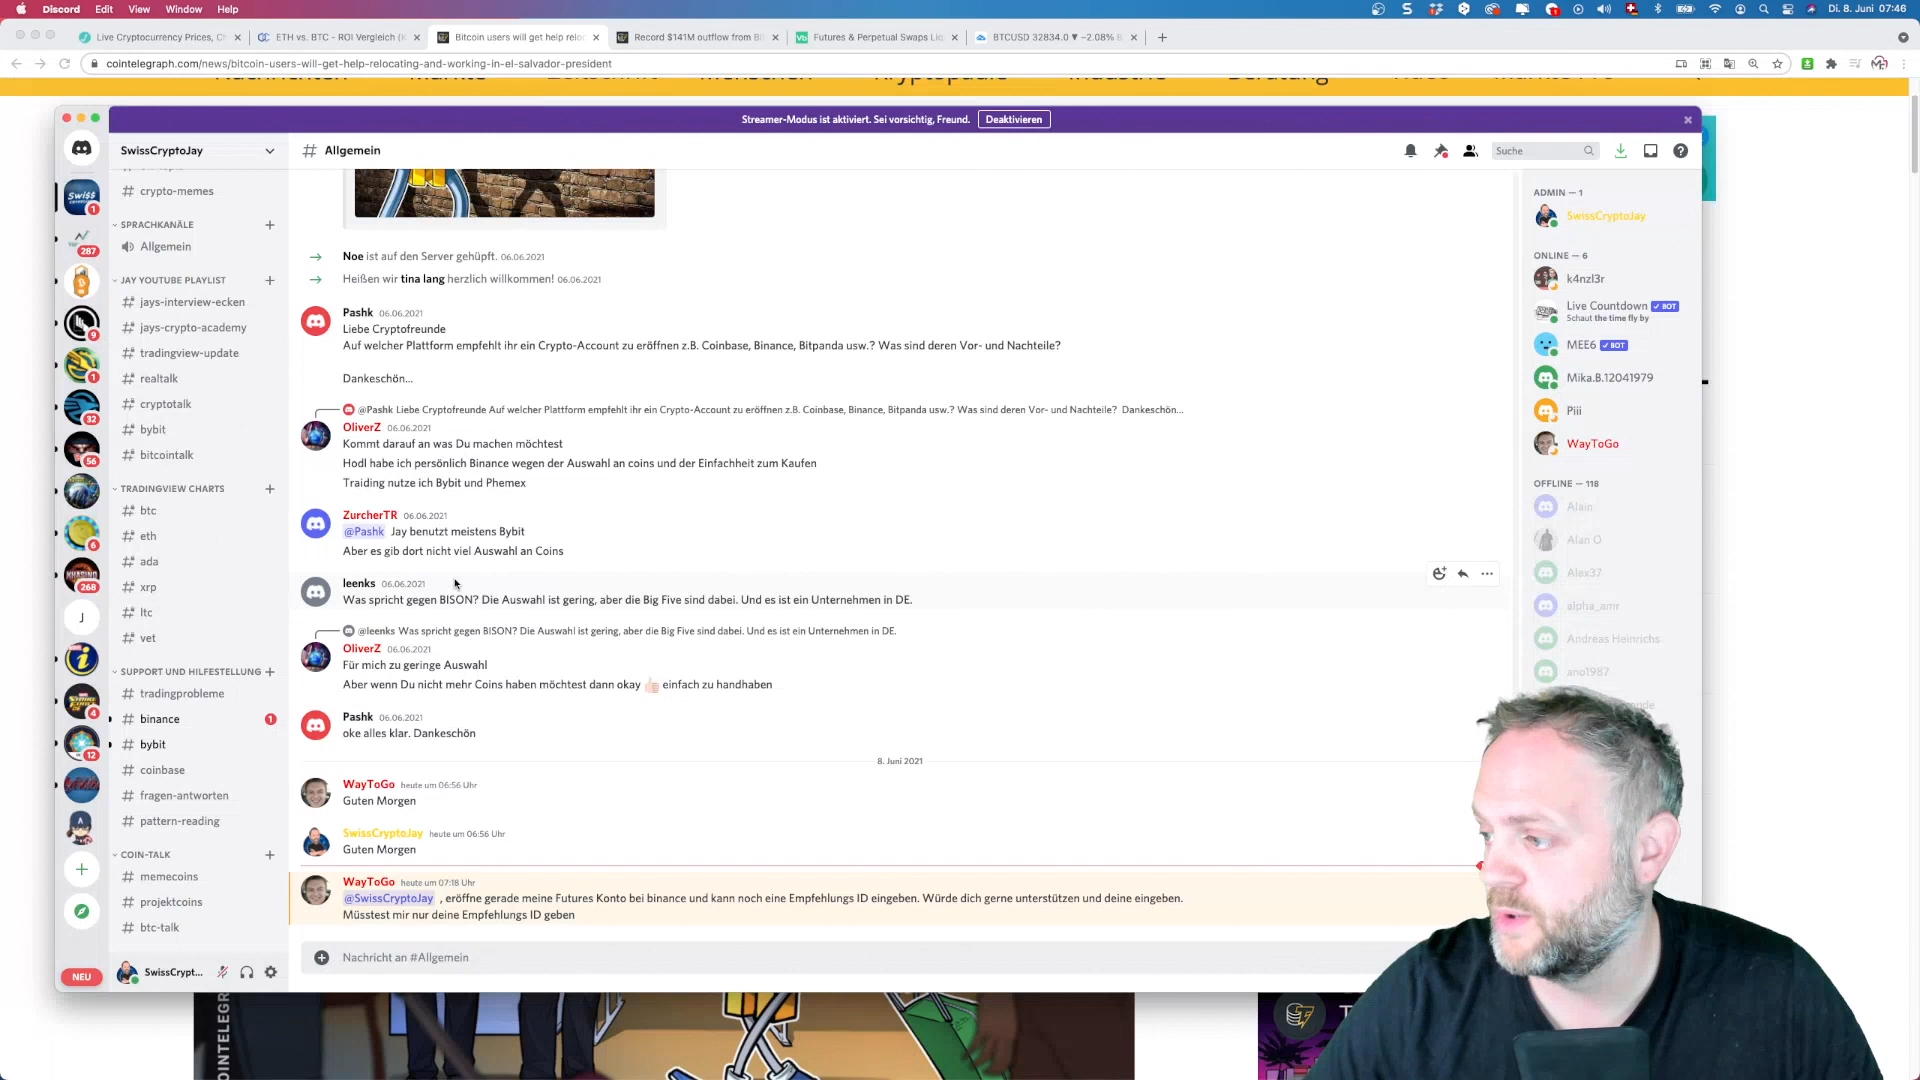 Discord Edit View Window Help
Di. 8. Juni 07:46
Live Cryptocurrency Prices, C
ETH vs. BTC - ROI Vergleich (K
Bitcoin users will get help reloc
Record $141M outflow from Bi
Futures & Perpetual Swaps Liq
BTCUSD 32834.0 ▼ −2.08% B
cointelegraph.com/news/bitcoin-users-will-get-help-relocating-and-working-in-el-salvador-president
Streamer-Modus ist aktiviert. Sei vorsichtig, Freund. Deaktivieren
SwissCryptoJay
# Allgemein
Suche
crypto-memes
SPRACHKANÄLE
Allgemein
JAY YOUTUBE PLAYLIST
jays-interview-ecken
jays-crypto-academy
tradingview-update
realtalk
cryptotalk
bybit
bitcointalk
TRADINGVIEW CHARTS
btc
eth
ada
xrp
ltc
vet
SUPPORT UND HILFESTELLUNG
tradingprobleme
binance 1
bybit
coinbase
fragen-antworten
pattern-reading
COIN-TALK
memecoins
projektcoins
btc-talk
SwissCrypt...
1
287
9
1
32
56
6
268
J
4
12
NEU
Noe ist auf den Server gehüpft. 06.06.2021
Heißen wir tina lang herzlich willkommen! 06.06.2021
Pashk 06.06.2021
Liebe Cryptofreunde
Auf welcher Plattform empfehlt ihr ein Crypto-Account zu eröffnen z.B. Coinbase, Binance, Bitpanda usw.? Was sind deren Vor- und Nachteile?
Dankeschön...
@Pashk Liebe Cryptofreunde Auf welcher Plattform empfehlt ihr ein Crypto-Account zu eröffnen z.B. Coinbase, Binance, Bitpanda usw.? Was sind deren Vor- und Nachteile? Dankeschön...
OliverZ 06.06.2021
Kommt darauf an was Du machen möchtest
Hodl habe ich persönlich Binance wegen der Auswahl an coins und der Einfachheit zum Kaufen
Traiding nutze ich Bybit und Phemex
ZurcherTR 06.06.2021
@Pashk Jay benutzt meistens Bybit
Aber es gib dort nicht viel Auswahl an Coins
leenks 06.06.2021
Was spricht gegen BISON? Die Auswahl ist gering, aber die Big Five sind dabei. Und es ist ein Unternehmen in DE.
@leenks Was spricht gegen BISON? Die Auswahl ist gering, aber die Big Five sind dabei. Und es ist ein Unternehmen in DE.
OliverZ 06.06.2021
Für mich zu geringe Auswahl
Aber wenn Du nicht mehr Coins haben möchtest dann okay 👍🏻 einfach zu handhaben
Pashk 06.06.2021
oke alles klar. Dankeschön
8. Juni 2021
WayToGo heute um 06:56 Uhr
Guten Morgen
SwissCryptoJay heute um 06:56 Uhr
Guten Morgen
WayToGo heute um 07:18 Uhr
@SwissCryptoJay , eröffne gerade meine Futures Konto bei binance und kann noch eine Empfehlungs ID eingeben. Würde dich gerne unterstützen und deine eingeben.
Müsstest mir nur deine Empfehlungs ID geben
Nachricht an #Allgemein
ADMIN — 1
SwissCryptoJay
ONLINE — 6
k4nzl3r
Live Countdown ✓ BOT
Schaut the time fly by
MEE6 ✓ BOT
Mika.B.12041979
Piii
WayToGo
OFFLINE — 118
Alain
Alan O
Alex37
alpha_amr
Andreas Heinrichs
ano1987